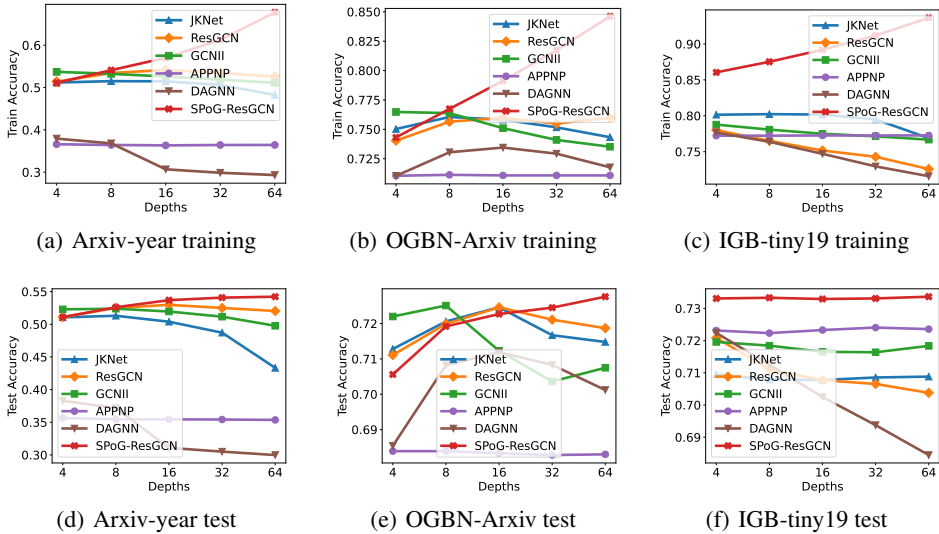 Train Accuracy
0.6
0.5
0.4
0.3
4 8 16 32 64
Depths
JKNet
ResGCN
GCNII
APPNP
DAGNN
SPoG-ResGCN
(a) Arxiv-year training
Train Accuracy
0.850
0.825
0.800
0.775
0.750
0.725
4 8 16 32 64
Depths
JKNet
ResGCN
GCNII
APPNP
DAGNN
SPoG-ResGCN
(b) OGBN-Arxiv training
Train Accuracy
0.90
0.85
0.80
0.75
4 8 16 32 64
Depths
JKNet
ResGCN
GCNII
APPNP
DAGNN
SPoG-ResGCN
(c) IGB-tiny19 training
Test Accuracy
0.55
0.50
0.45
0.40
0.35
0.30
4 8 16 32 64
Depths
JKNet
ResGCN
GCNII
APPNP
DAGNN
SPoG-ResGCN
(d) Arxiv-year test
Test Accuracy
0.72
0.71
0.70
0.69
4 8 16 32 64
Depths
JKNet
ResGCN
GCNII
APPNP
DAGNN
SPoG-ResGCN
(e) OGBN-Arxiv test
Test Accuracy
0.73
0.72
0.71
0.70
0.69
4 8 16 32 64
Depths
JKNet
ResGCN
GCNII
APPNP
DAGNN
SPoG-ResGCN
(f) IGB-tiny19 test